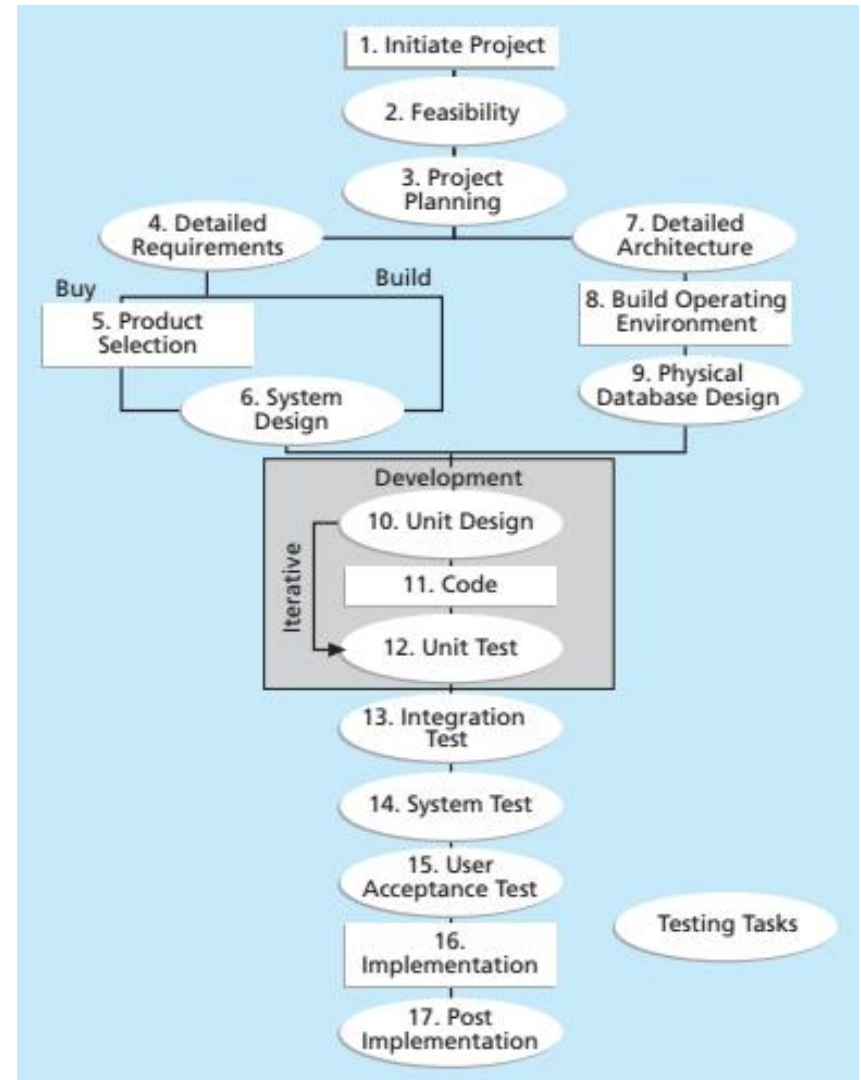 1. Initiate Project
2. Feasibility
3. Project
Planning
4. Detailed
Requirements
7. Detailed
Architecture
Buy
Build
5. Product
Selection
8. Build Operating
Environment
6. System
Design
9. Physical
Database Design
Development
10. Unit Design
Iterative
11. Code
12. Unit Test
13. Integration
Test
14. System Test
15. User
Acceptance Test
Testing Tasks
16.
Implementation
17. Post
Implementation